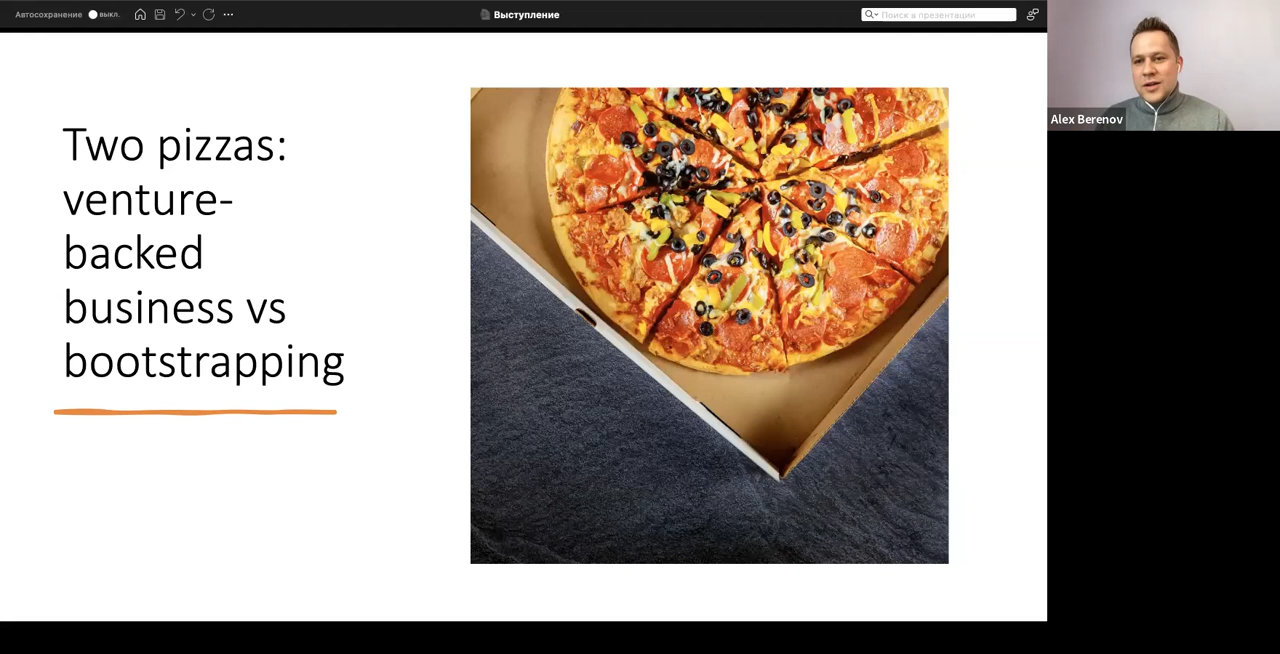 Автосохранение выкл.
Выступление
Поиск в презентации
Alex Berenov
Two pizzas:
venture-
backed
business vs
bootstrapping